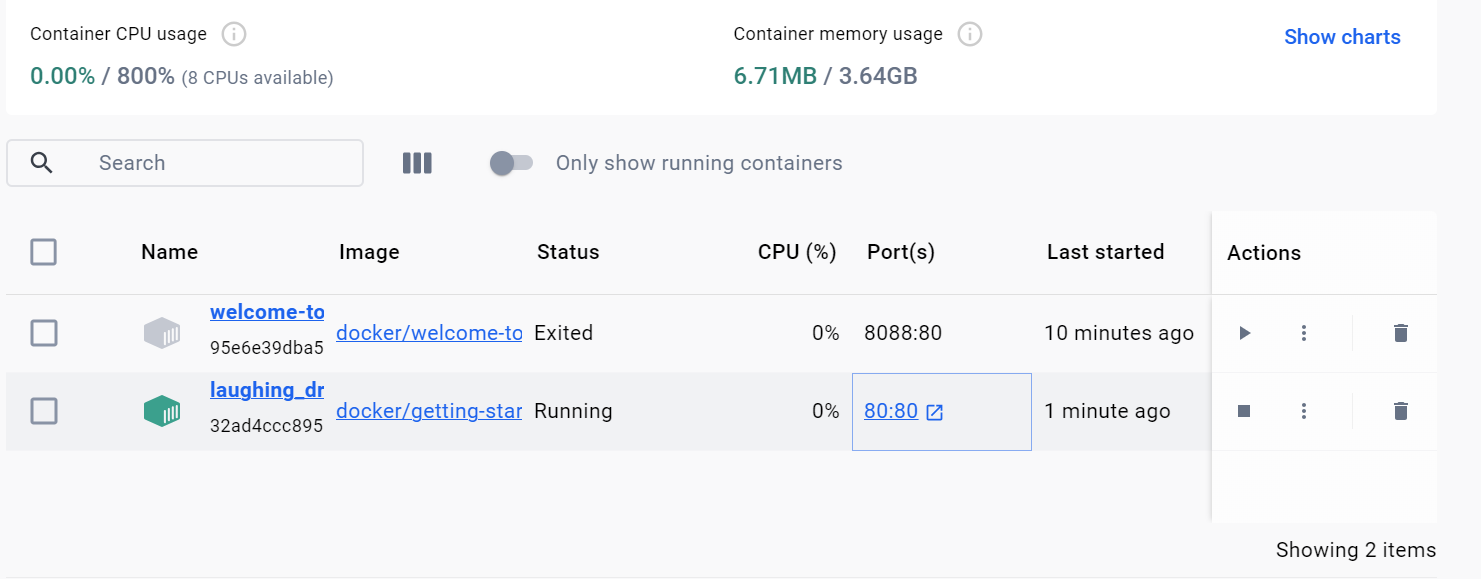 Container CPU usage
Container memory usage
Show charts
0.00% / 800% (8 CPUs available)
6.71MB / 3.64GB
Search
Only show running containers
Name Image Status CPU (%) Port(s) Last started Actions
welcome-to
95e6e39dba5
docker/welcome-to Exited 0% 8088:80 10 minutes ago
laughing_dr
32ad4ccc895
docker/getting-star Running 0% 80:80 1 minute ago
Showing 2 items